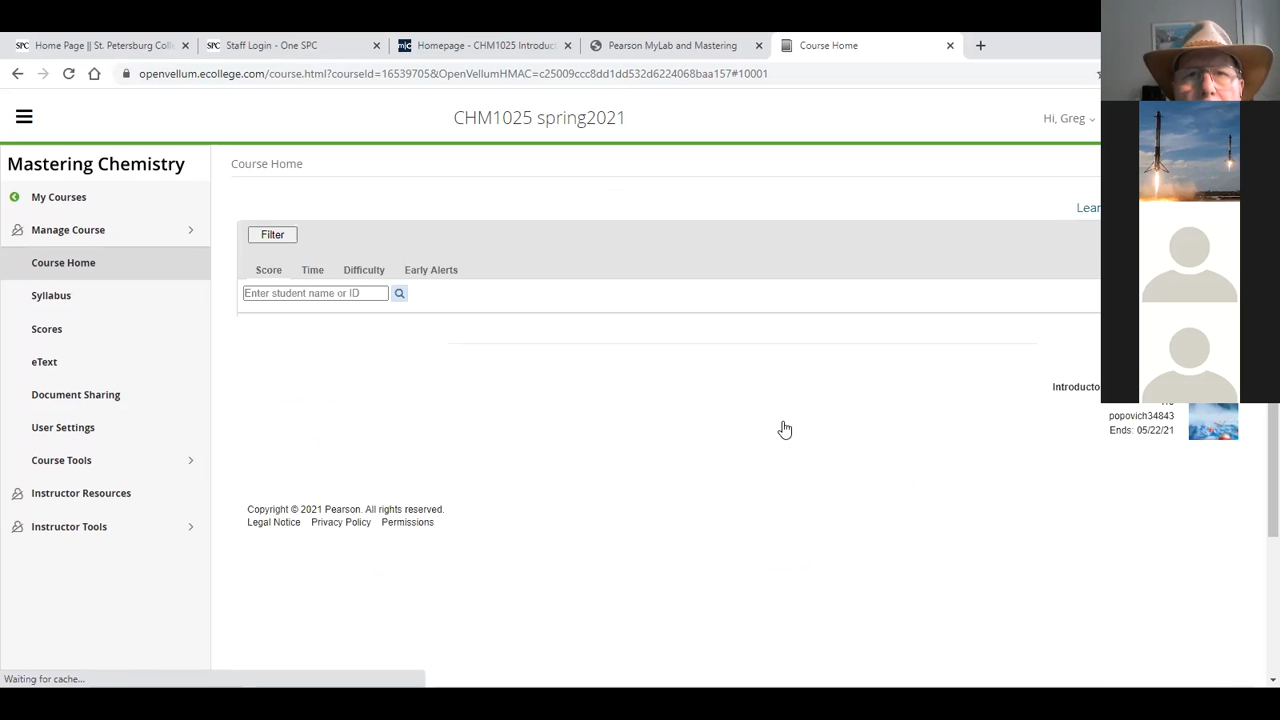 SPC Home Page || St. Petersburg Coll
SPC Staff Login - One SPC
Homepage - CHM1025 Introduc
Pearson MyLab and Mastering
Course Home
openvellum.ecollege.com/course.html?courseId=16539705&OpenVellumHMAC=c25009ccc8dd1dd532d6224068baa157#10001
CHM1025 spring2021
Hi, Greg
Mastering Chemistry
Course Home
My Courses
Manage Course
Course Home
Syllabus
Scores
eText
Document Sharing
User Settings
Course Tools
Instructor Resources
Instructor Tools
Lear
Filter
Score Time Difficulty Early Alerts
Enter student name or ID
Introducto
popovich34843
Ends: 05/22/21
Copyright © 2021 Pearson. All rights reserved.
Legal Notice Privacy Policy Permissions
Waiting for cache...